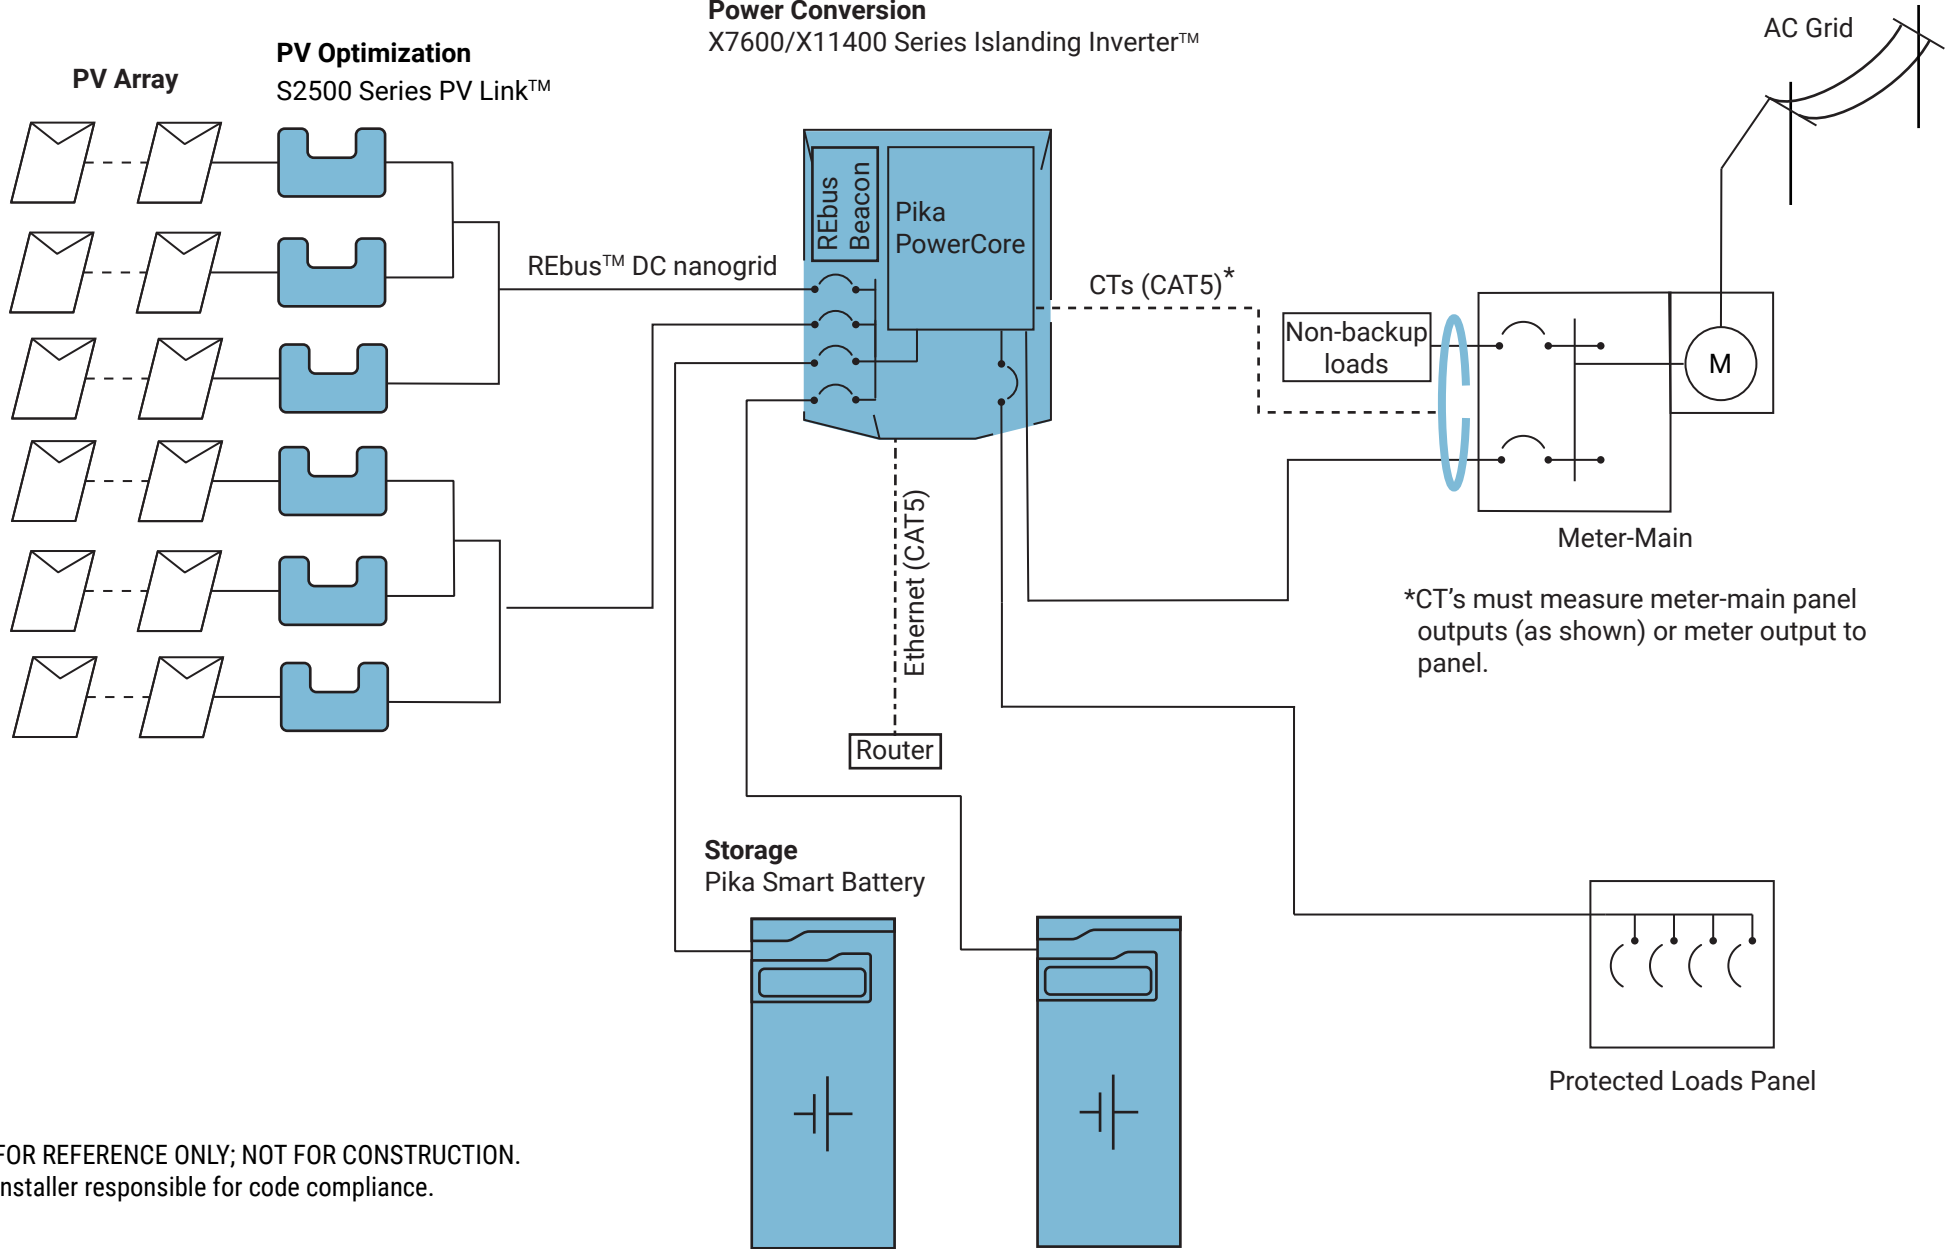 Power Conversion
X7600/X11400 Series Islanding Inverter™
AC Grid
PV Optimization
S2500 Series PV Link™
PV Array
REbus
Beacon
Pika
PowerCore
REbus™ DC nanogrid
CTs (CAT5)*
Non-backup
loads
M
Meter-Main
Ethernet (CAT5)
*CT's must measure meter-main panel
outputs (as shown) or meter output to
panel.
Router
Storage
Pika Smart Battery
Protected Loads Panel
FOR REFERENCE ONLY; NOT FOR CONSTRUCTION.
nstaller responsible for code compliance.